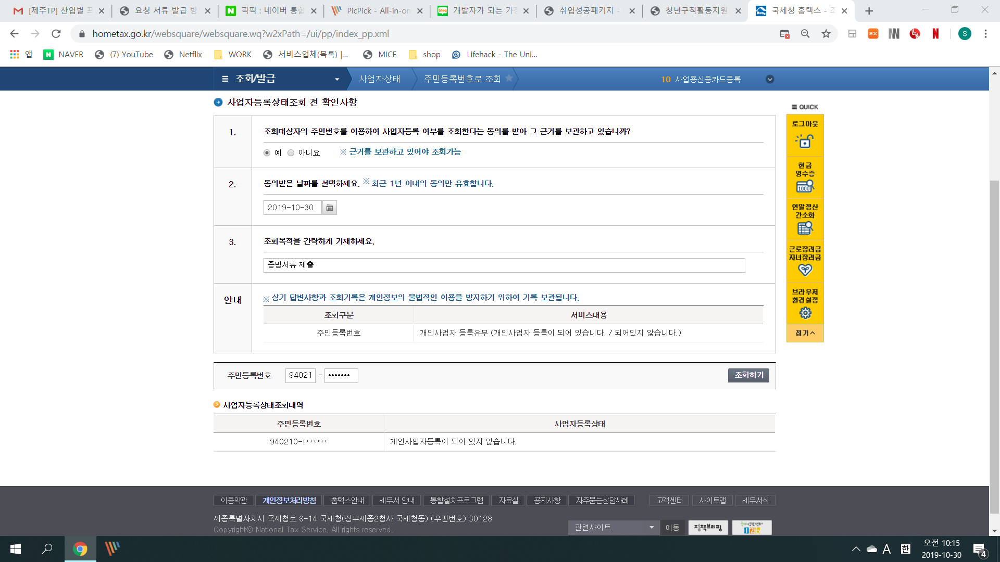 [제주TP] 산업별 프
요청 서류 발급 방
픽픽 : 네이버 통합
PicPick - All-in-on
개발자가 되는 가장
취업성공패키지 -
청년구직활동지원
국세청 홈택스 - 조
hometax.go.kr/websquare/websquare.wq?w2xPath=/ui/pp/index_pp.xml
앱 NAVER (7) YouTube Netflix WORK 서비스업체(목록) |... MICE shop Lifehack - The Uni...
조회/발급 사업자상태 주민등록번호로 조회 10 사업용신용카드등록
사업자등록상태조회 전 확인사항
1. 조회대상자의 주민번호를 이용하여 사업자등록 여부를 조회한다는 동의를 받아 그 근거를 보관하고 있습니까?
예 아니요 ※ 근거를 보관하고 있어야 조회가능
2. 동의받은 날짜를 선택하세요. ※ 최근 1년 이내의 동의만 유효합니다.
2019-10-30
3. 조회목적을 간략하게 기재하세요.
증빙서류 제출
안내 ※ 상기 답변사항과 조회기록은 개인정보의 불법적인 이용을 방지하기 위하여 기록 보관됩니다.
조회구분 서비스내용
주민등록번호 개인사업자 등록유무 (개인사업자 등록이 되어 있습니다. / 되어있지 않습니다.)
주민등록번호 94021 - ••••••• 조회하기
사업자등록상태조회내역
주민등록번호 사업자등록상태
940210-******* 개인사업자등록이 되어 있지 않습니다.
QUICK
로그아웃
현금
영수증
1000
연말정산
간소화
근로장려금
자녀장려금
브라우저
환경설정
접기
이용약관 개인정보처리방침 홈택스안내 세무서 안내 통합설치프로그램 자료실 공지사항 자주묻는상담사례 고객센터 사이트맵 세무서식
세종특별자치시 국세청로 8-14 국세청(정부세종2청사 국세청동) (우편번호) 30128
Copyrightⓒ National Tax Service. All rights reserved.
관련사이트 이동 정책브리핑 126
A 한 오전 10:15
2019-10-30
4